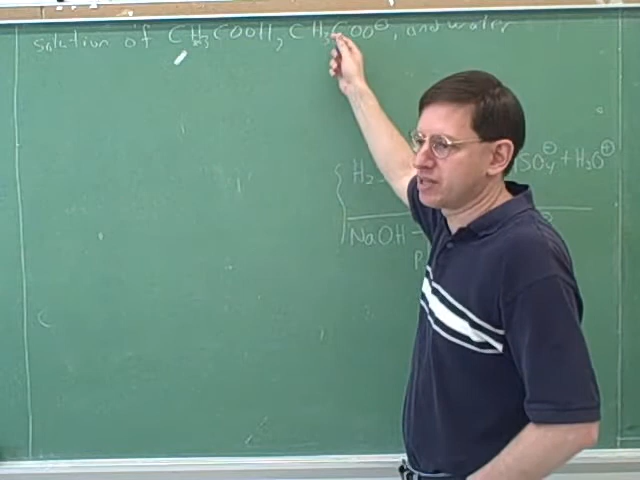 solution of CH₃COOH, CH₃COO⊖, and water
H₂ SO₄⊖ + H₃O⊕
NaOH
P